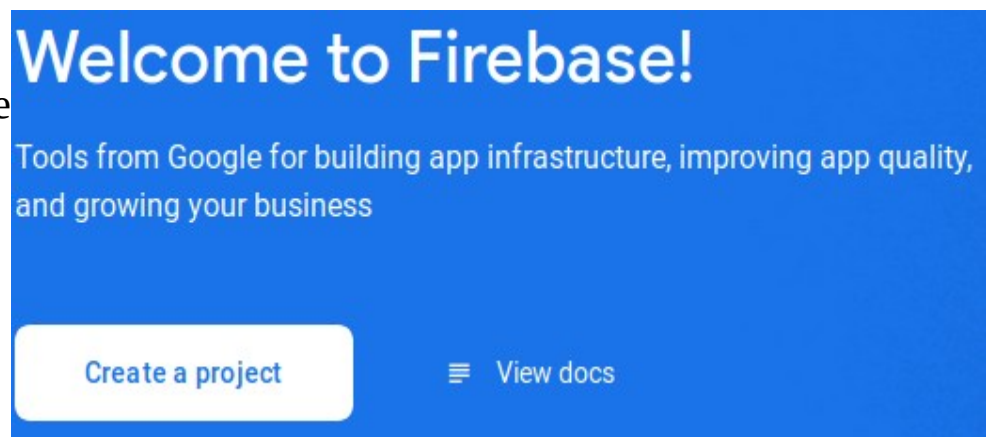 Welcome to Firebase!
e
Tools from Google for building app infrastructure, improving app quality,
and growing your business
Create a project
View docs